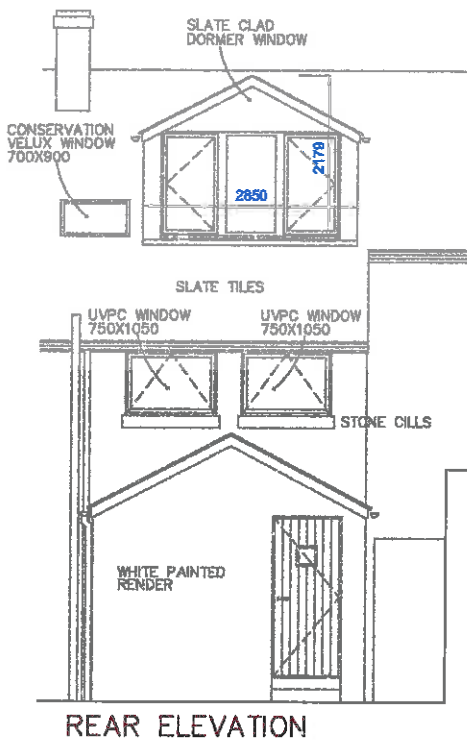 SLATE CLAD
DORMER WINDOW
CONSERVATION
VELUX WINDOW
700X900
2850
2179
SLATE TILES
UVPC WINDOW
750X1050
UVPC WINDOW
750X1050
STONE CILLS
WHITE PAINTED
RENDER
REAR ELEVATION